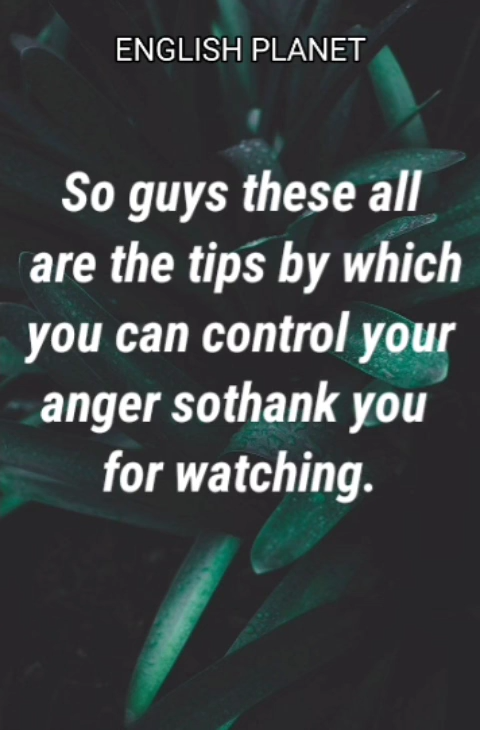 ENGLISH PLANET
So guys these all
are the tips by which
you can control your
anger sothank you
for watching.